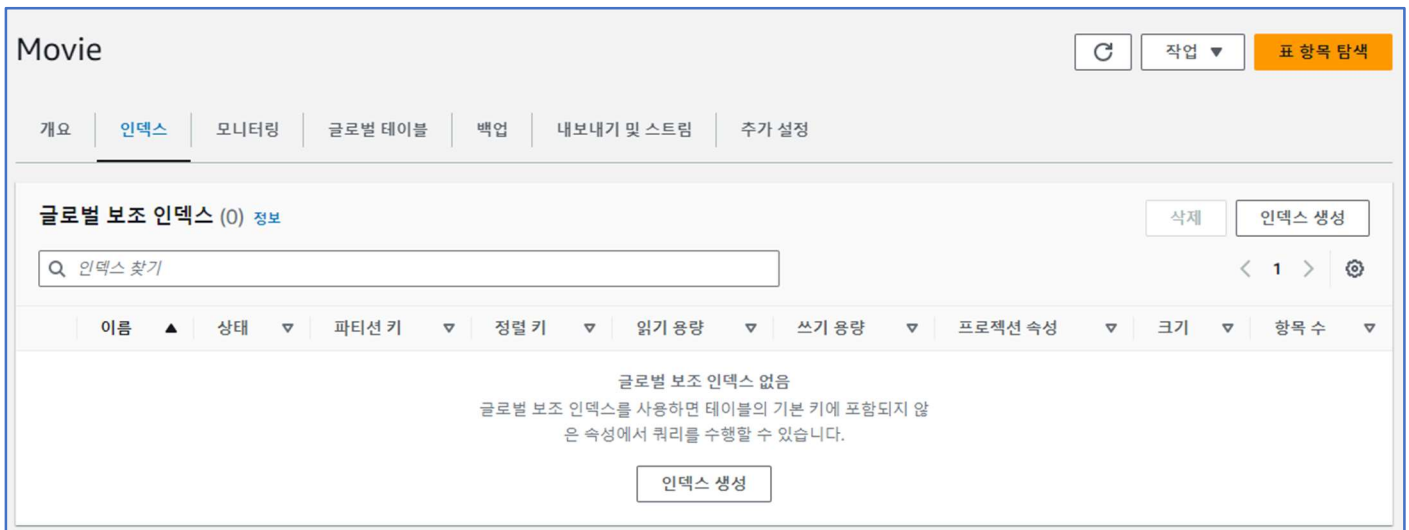 Movie
작업 ▼ 표 항목 탐색
개요 인덱스 모니터링 글로벌 테이블 백업 내보내기 및 스트림 추가 설정
글로벌 보조 인덱스 (0) 정보 삭제 인덱스 생성
인덱스 찾기 < 1 >
이름 ▲ 상태 ▽ 파티션 키 ▽ 정렬 키 ▽ 읽기 용량 ▽ 쓰기 용량 ▽ 프로젝션 속성 ▽ 크기 ▽ 항목 수 ▽
글로벌 보조 인덱스 없음
글로벌 보조 인덱스를 사용하면 테이블의 기본 키에 포함되지 않
은 속성에서 쿼리를 수행할 수 있습니다.
인덱스 생성